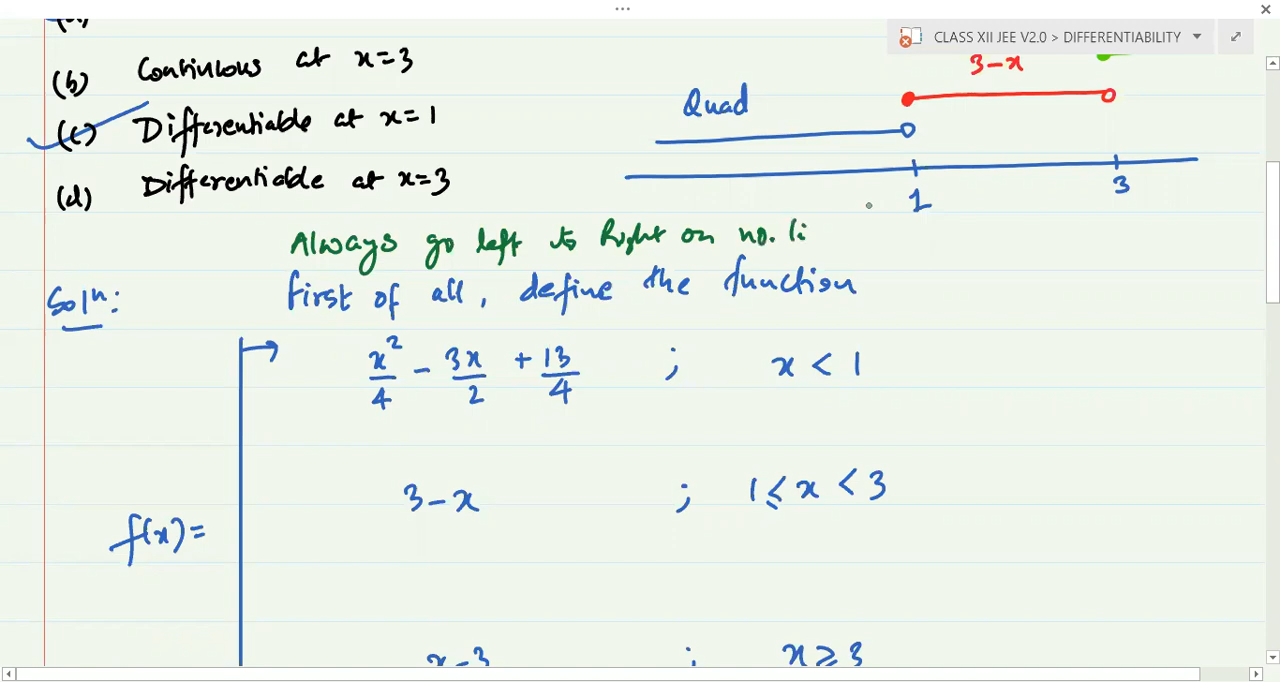 CLASS XII JEE V2.0 > DIFFERENTIABILITY
(b) Continuous at x=3
3-x
Quad
(c) Differentiable at x=1
(d) Differentiable at x=3
1
3
Always go left to Right on no. li
Solⁿ: first of all, define the function
x²/4 - 3x/2 + 13/4 ; x < 1
3-x ; 1 ≤ x < 3
f(x)=
x-3 ; x ≥ 3